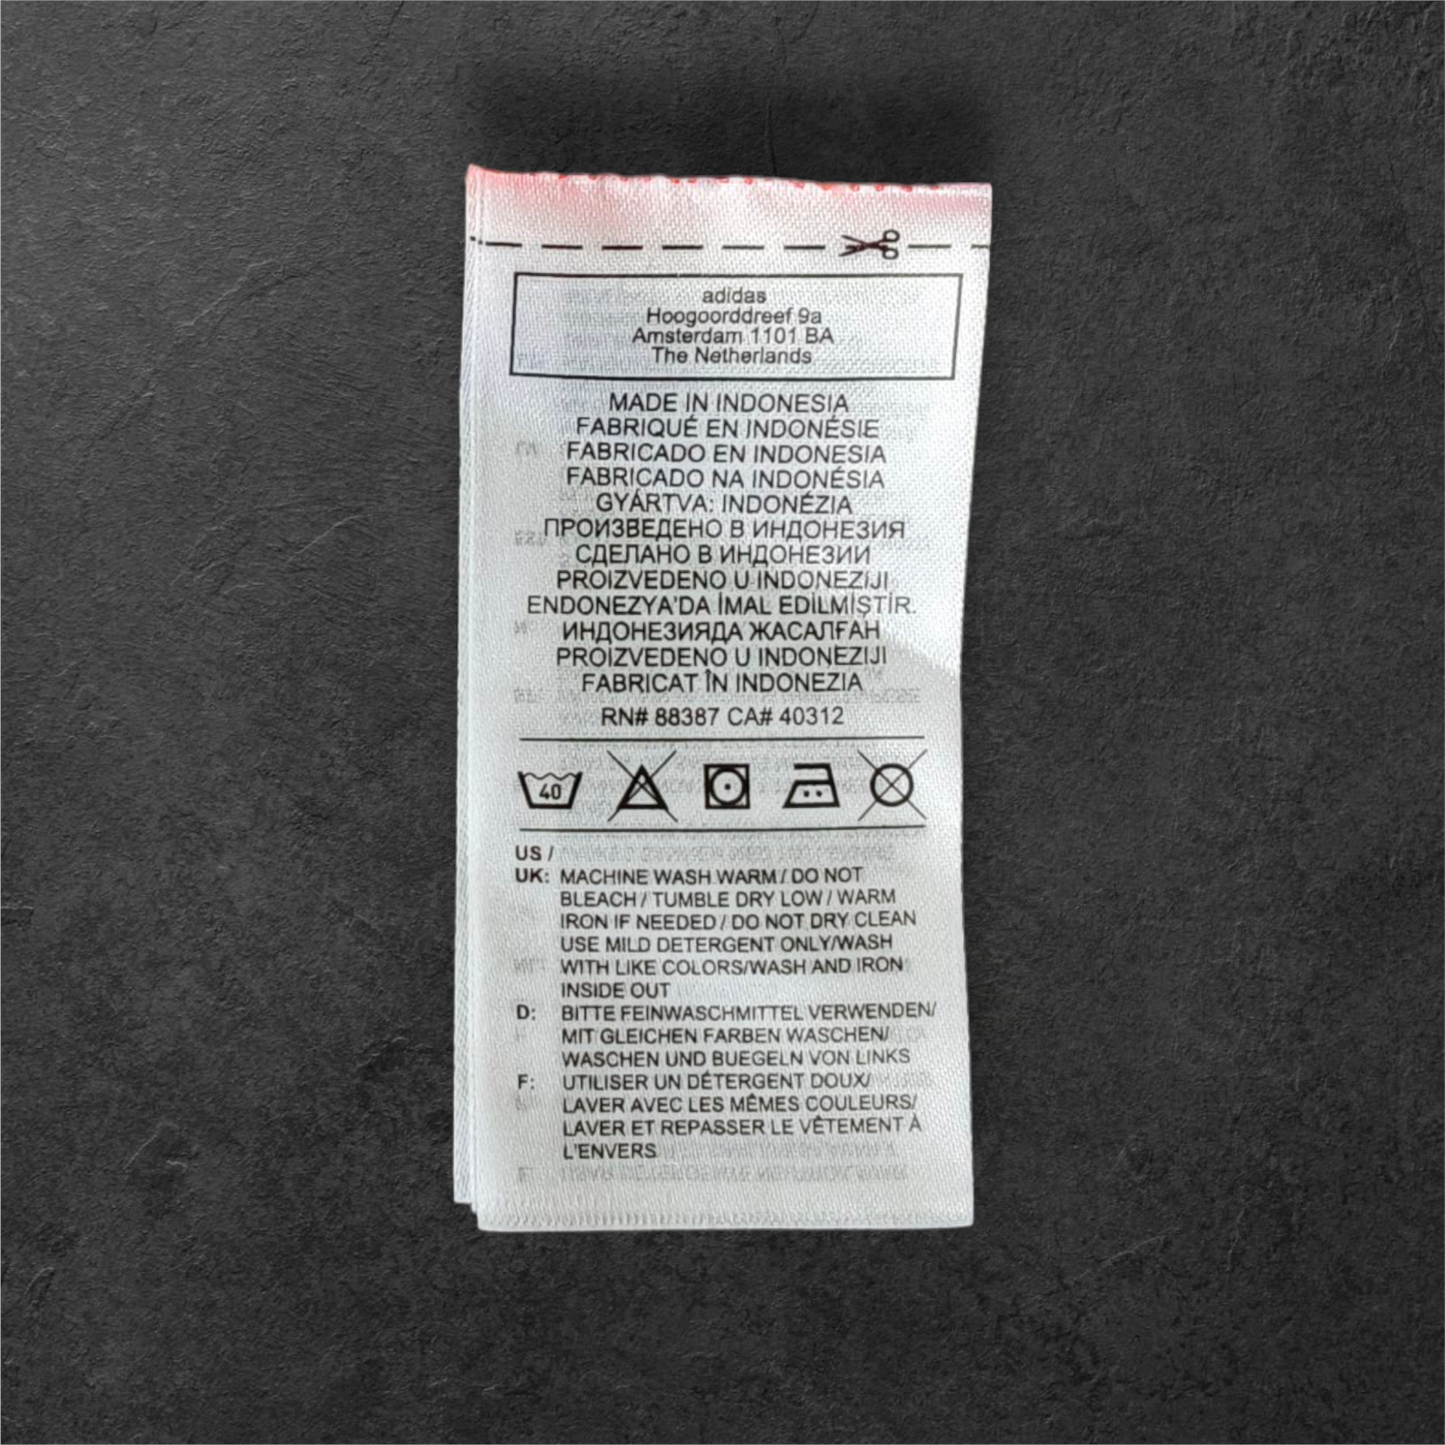 adidas
Hoogoorddreef 9a
Amsterdam 1101 BA
The Netherlands
MADE IN INDONESIA
FABRIQUÉ EN INDONÉSIE
FABRICADO EN INDONESIA
FABRICADO NA INDONÉSIA
GYÁRTVA: INDONÉZIA
ПРОИЗВЕДЕНО В ИНДОНЕЗИЯ
СДЕЛАНО В ИНДОНЕЗИИ
PROIZVEDENO U INDONEZIJI
ENDONEZYA'DA İMAL EDİLMİŞTİR.
ИНДОНЕЗИЯДА ЖАСАЛҒАН
PROIZVEDENO U INDONEZIJI
FABRICAT ÎN INDONEZIA
RN# 88387 CA# 40312
40
US /
UK: MACHINE WASH WARM / DO NOT
BLEACH / TUMBLE DRY LOW / WARM
IRON IF NEEDED / DO NOT DRY CLEAN
USE MILD DETERGENT ONLY/WASH
WITH LIKE COLORS/WASH AND IRON
INSIDE OUT
D: BITTE FEINWASCHMITTEL VERWENDEN/
MIT GLEICHEN FARBEN WASCHEN/
WASCHEN UND BUEGELN VON LINKS
F: UTILISER UN DÉTERGENT DOUX/
LAVER AVEC LES MÊMES COULEURS/
LAVER ET REPASSER LE VÊTEMENT À
L'ENVERS